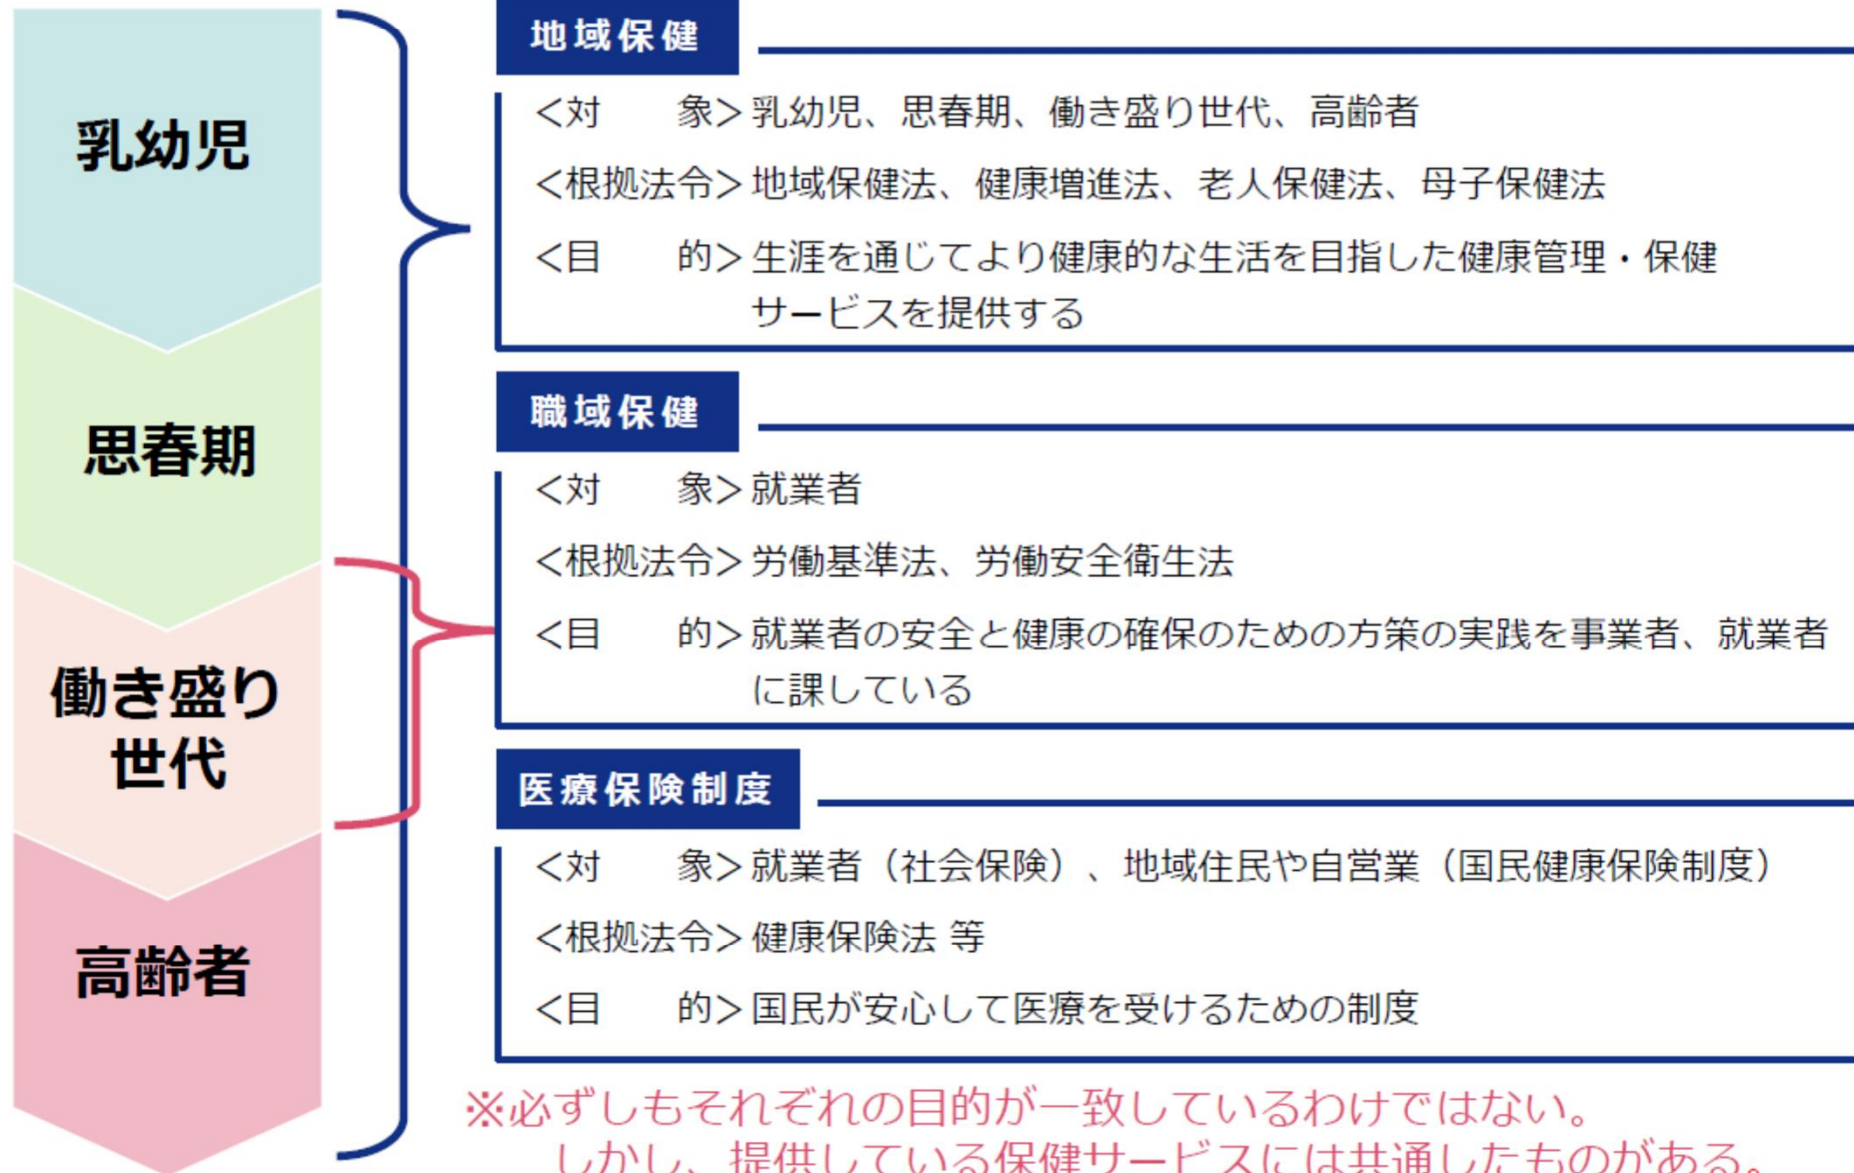 乳幼児
思春期
働き盛り
世代
高齢者
地域保健
＜対　　象＞乳幼児、思春期、働き盛り世代、高齢者
＜根拠法令＞地域保健法、健康増進法、老人保健法、母子保健法
＜目　　的＞生涯を通じてより健康的な生活を目指した健康管理・保健
サービスを提供する
職域保健
＜対　　象＞就業者
＜根拠法令＞労働基準法、労働安全衛生法
＜目　　的＞就業者の安全と健康の確保のための方策の実践を事業者、就業者
に課している
医療保険制度
＜対　　象＞就業者（社会保険）、地域住民や自営業（国民健康保険制度）
＜根拠法令＞健康保険法 等
＜目　　的＞国民が安心して医療を受けるための制度
※必ずしもそれぞれの目的が一致しているわけではない。
しかし、提供している保健サービスには共通したものがある。